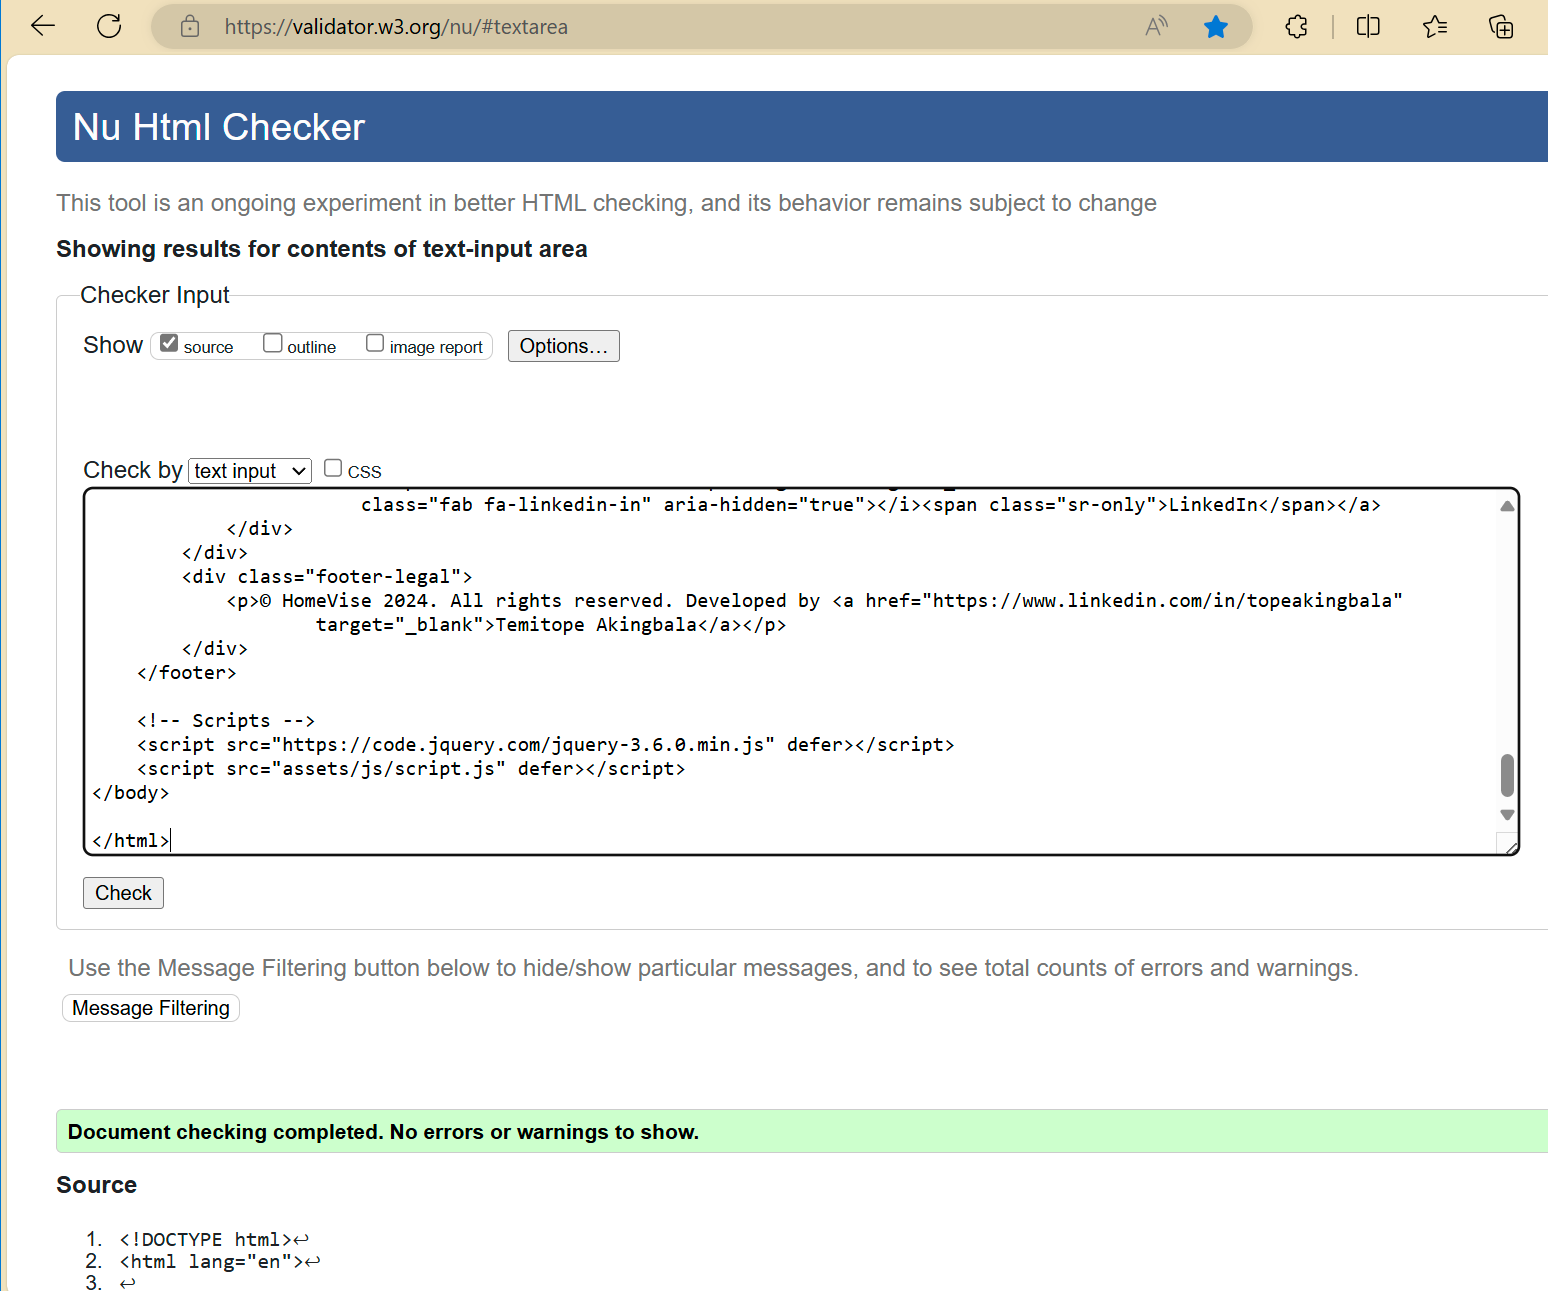 https://validator.w3.org/nu/#textarea
Nu Html Checker
This tool is an ongoing experiment in better HTML checking, and its behavior remains subject to change
Showing results for contents of text-input area
Checker Input
Show source outline image report Options...
Check by text input CSS
class="fab fa-linkedin-in" aria-hidden="true"></i><span class="sr-only">LinkedIn</span></a>
</div>
</div>
<div class="footer-legal">
<p>© HomeVise 2024. All rights reserved. Developed by <a href="https://www.linkedin.com/in/topeakingbala"
target="_blank">Temitope Akingbala</a></p>
</div>
</footer>
<!-- Scripts -->
<script src="https://code.jquery.com/jquery-3.6.0.min.js" defer></script>
<script src="assets/js/script.js" defer></script>
</body>
</html>
Check
Use the Message Filtering button below to hide/show particular messages, and to see total counts of errors and warnings.
Message Filtering
Document checking completed. No errors or warnings to show.
Source
1. <!DOCTYPE html>↩
2. <html lang="en">↩
3. ↩